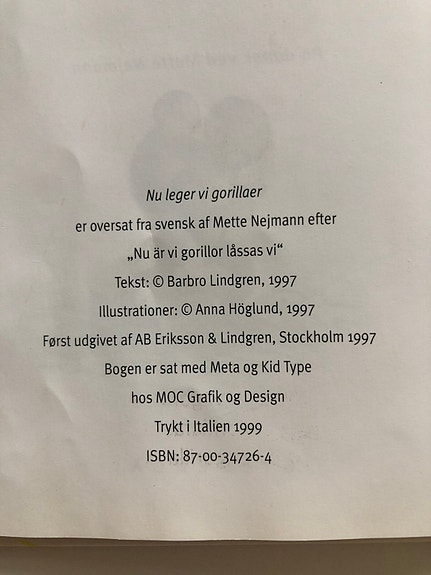 Nu leger vi gorillaer
er oversat fra svensk af Mette Nejmann efter
„Nu är vi gorillor låssas vi“
Tekst: © Barbro Lindgren, 1997
Illustrationer: © Anna Höglund, 1997
Først udgivet af AB Eriksson & Lindgren, Stockholm 1997
Bogen er sat med Meta og Kid Type
hos MOC Grafik og Design
Trykt i Italien 1999
ISBN: 87-00-34726-4